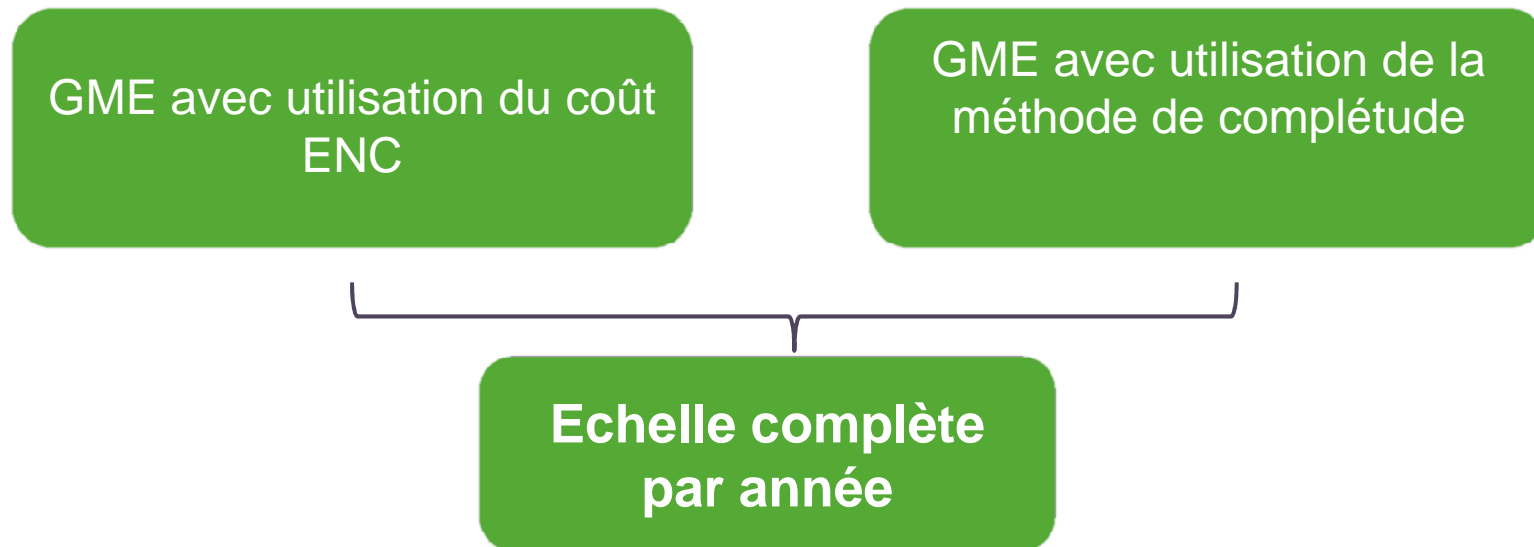 GME avec utilisation du coût
ENC
GME avec utilisation de la
méthode de complétude
Echelle complète
par année